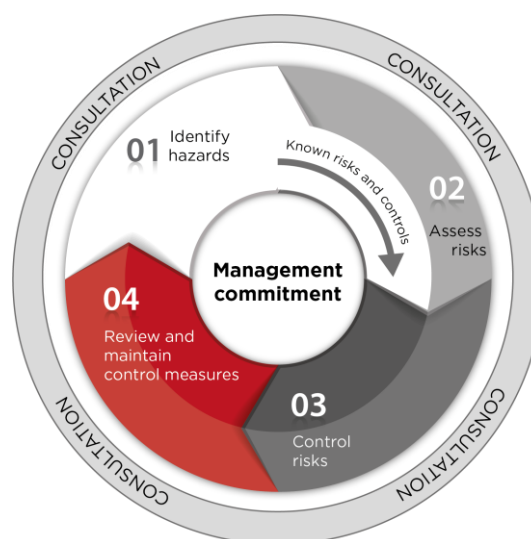 CONSULTATION
CONSULTATION
01
Identify
hazards
Known risks and controls
02
Assess
risks
Management
commitment
04
Review and
maintain
control measures
03
Control
risks
CONSULTATION
CONSULTATION